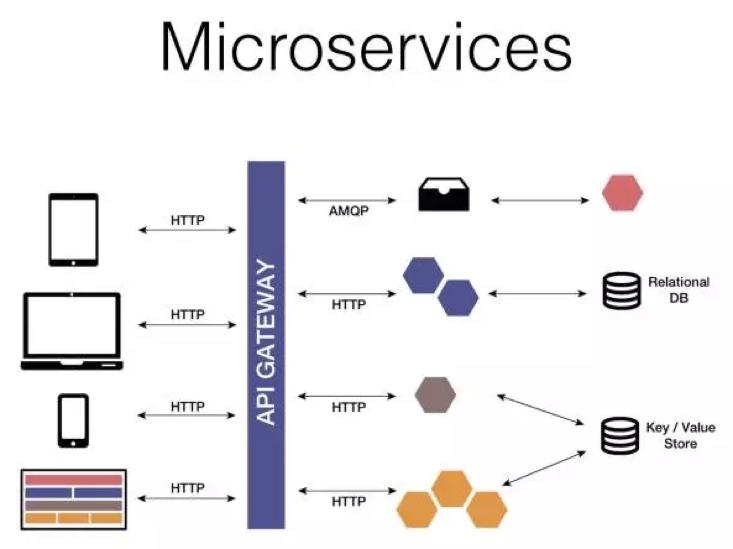 Microservices
HTTP
AMQP
HTTP
HTTP
Relational
DB
API GATEWAY
HTTP
HTTP
Key / Value
Store
HTTP
HTTP